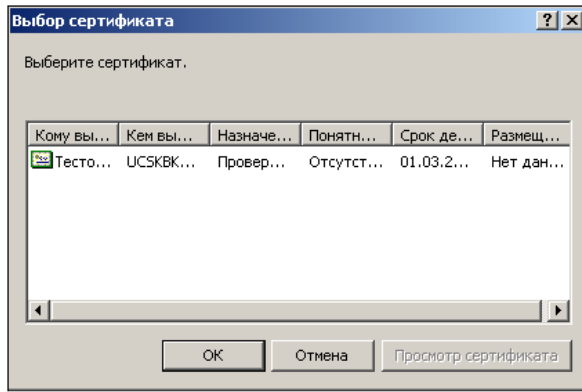 Выбор сертификата
Выберите сертификат.
Кому вы... Кем вы... Назначе... Понятн... Срок де... Размещ...
Тесто... UCSKBK... Провер... Отсутст... 01.03.2... Нет дан...
ОК Отмена Просмотр сертификата